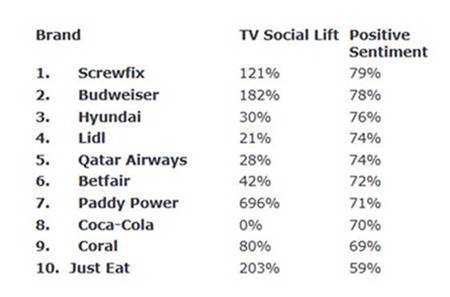 Brand TV Social Lift Positive Sentiment
1. Screwfix 121% 79%
2. Budweiser 182% 78%
3. Hyundai 30% 76%
4. Lidl 21% 74%
5. Qatar Airways 28% 74%
6. Betfair 42% 72%
7. Paddy Power 696% 71%
8. Coca-Cola 0% 70%
9. Coral 80% 69%
10. Just Eat 203% 59%